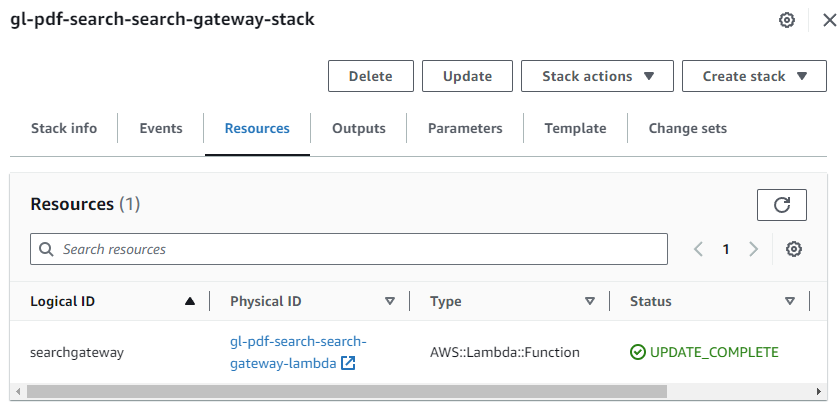 gl-pdf-search-search-gateway-stack
Delete Update Stack actions Create stack
Stack info Events Resources Outputs Parameters Template Change sets
Resources (1)
Search resources 1
Logical ID Physical ID Type Status
searchgateway gl-pdf-search-search-gateway-lambda AWS::Lambda::Function UPDATE_COMPLETE